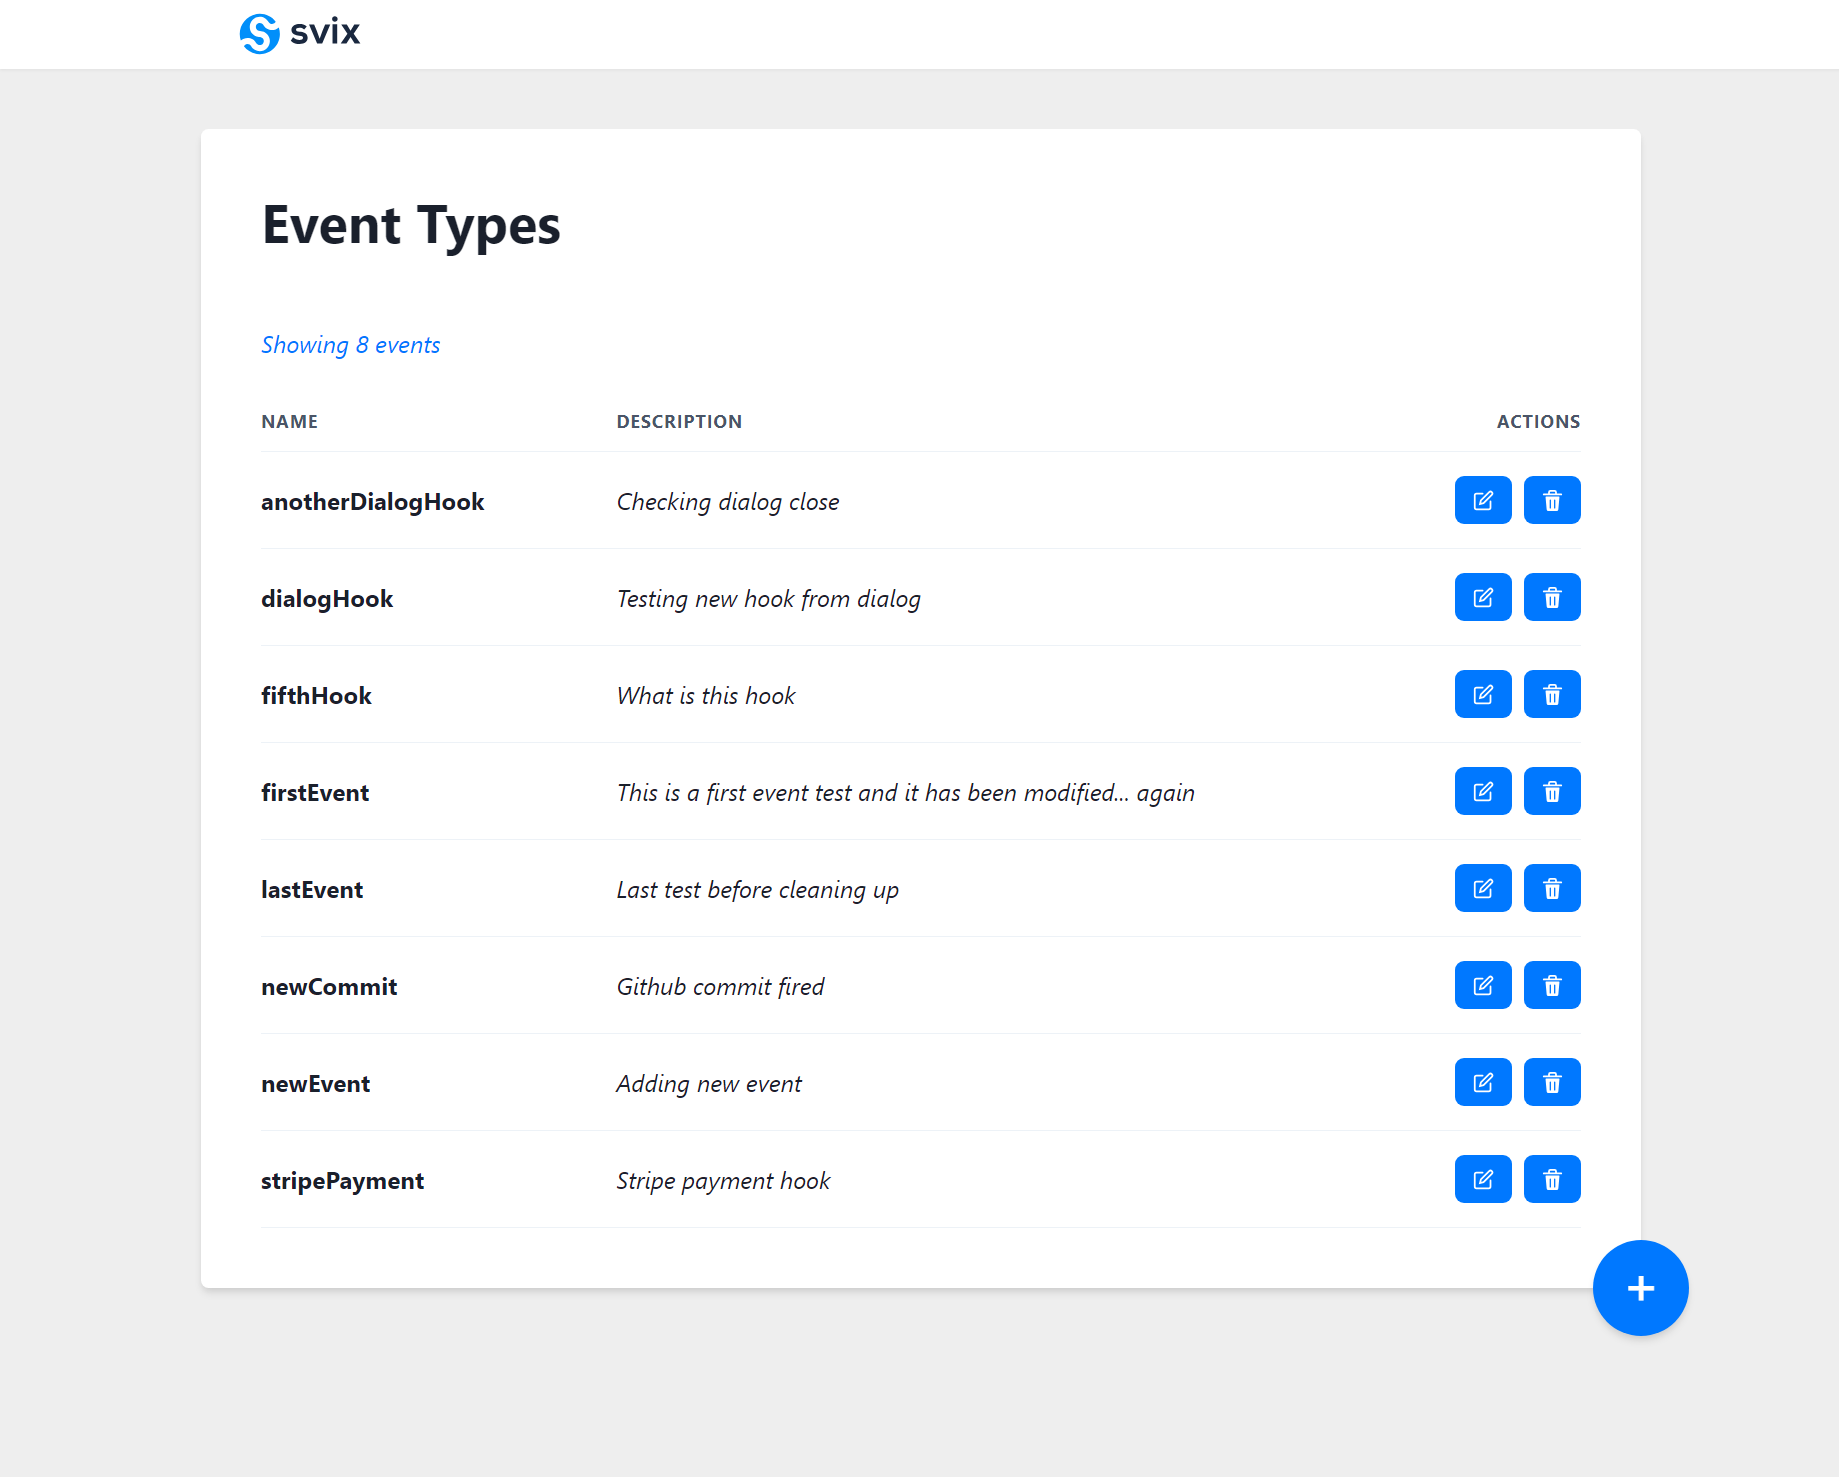 svix
Event Types
Showing 8 events
NAME DESCRIPTION ACTIONS
anotherDialogHook Checking dialog close
dialogHook Testing new hook from dialog
fifthHook What is this hook
firstEvent This is a first event test and it has been modified... again
lastEvent Last test before cleaning up
newCommit Github commit fired
newEvent Adding new event
stripePayment Stripe payment hook